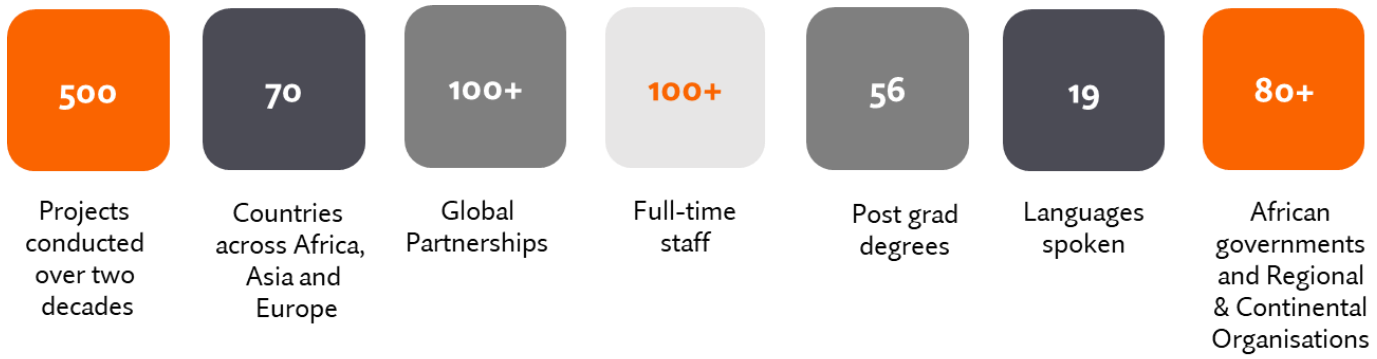 500
Projects
conducted
over two
decades
70
Countries
across Africa,
Asia and
Europe
100+
Global
Partnerships
100+
Full-time
staff
56
Post grad
degrees
19
Languages
spoken
80+
African
governments
and Regional
& Continental
Organisations